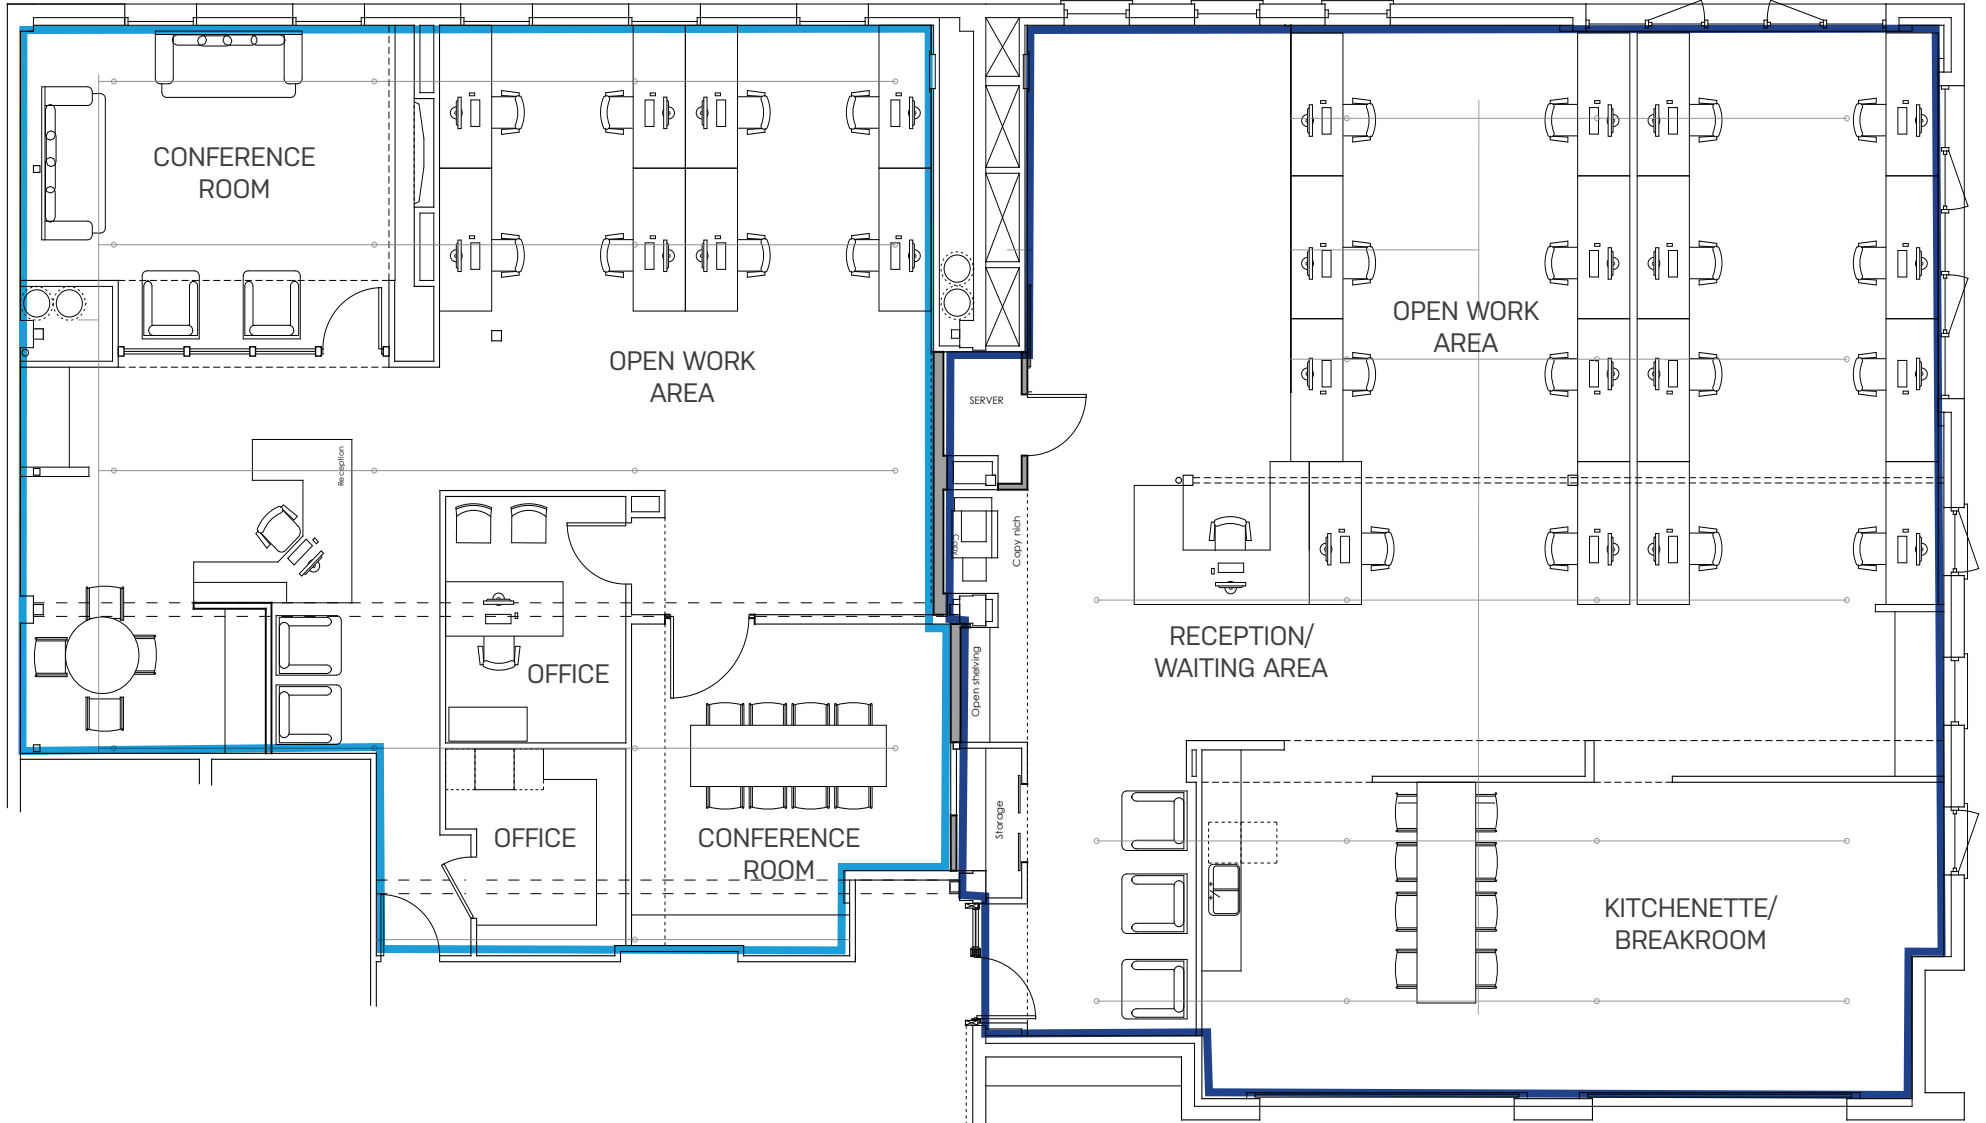 CONFERENCE
ROOM
OPEN WORK
AREA
Reception
OFFICE
OFFICE
CONFERENCE
ROOM
SERVER
Copy nich
Copy
Open shelving
Storage
OPEN WORK
AREA
RECEPTION/
WAITING AREA
KITCHENETTE/
BREAKROOM